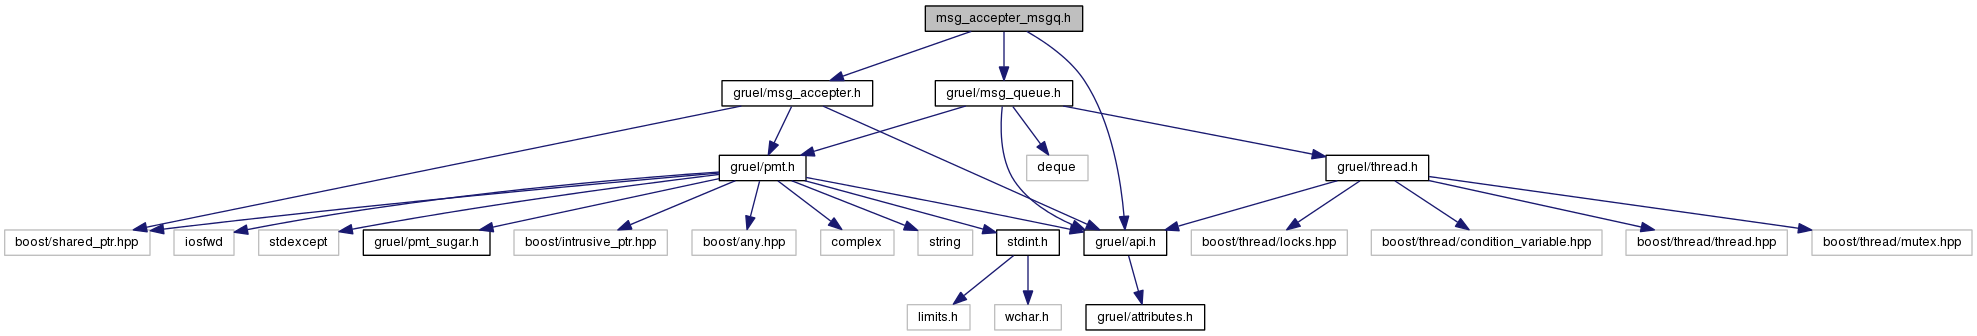 msg_accepter_msgq.h
gruel/msg_accepter.h
gruel/msg_queue.h
gruel/pmt.h
deque
gruel/thread.h
boost/shared_ptr.hpp
iosfwd
stdexcept
gruel/pmt_sugar.h
boost/intrusive_ptr.hpp
boost/any.hpp
complex
string
stdint.h
gruel/api.h
boost/thread/locks.hpp
boost/thread/condition_variable.hpp
boost/thread/thread.hpp
boost/thread/mutex.hpp
limits.h
wchar.h
gruel/attributes.h